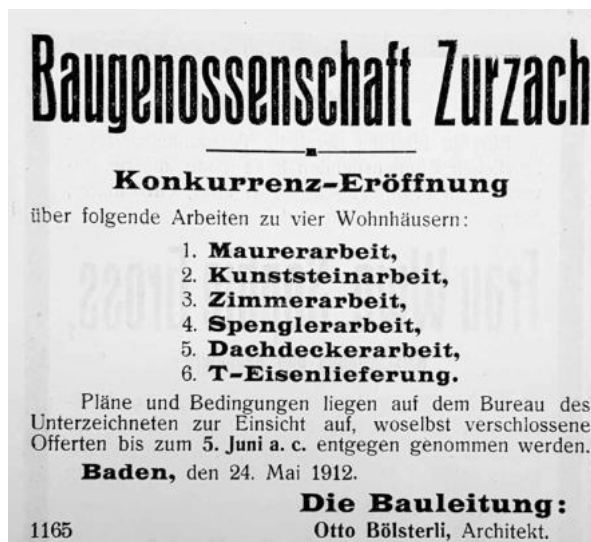 Baugenossenschaft Zurzach
Konkurrenz-Eröffnung
über folgende Arbeiten zu vier Wohnhäusern:
1. Maurerarbeit,
2. Kunststeinarbeit,
3. Zimmerarbeit,
4. Spenglerarbeit,
5. Dachdeckerarbeit,
6. T-Eisenlieferung.
Pläne und Bedingungen liegen auf dem Bureau des
Unterzeichneten zur Einsicht auf, woselbst verschlossene
Offerten bis zum 5. Juni a. c. entgegen genommen werden.
Baden, den 24. Mai 1912.
Die Bauleitung:
1165 Otto Bölsterli, Architekt.